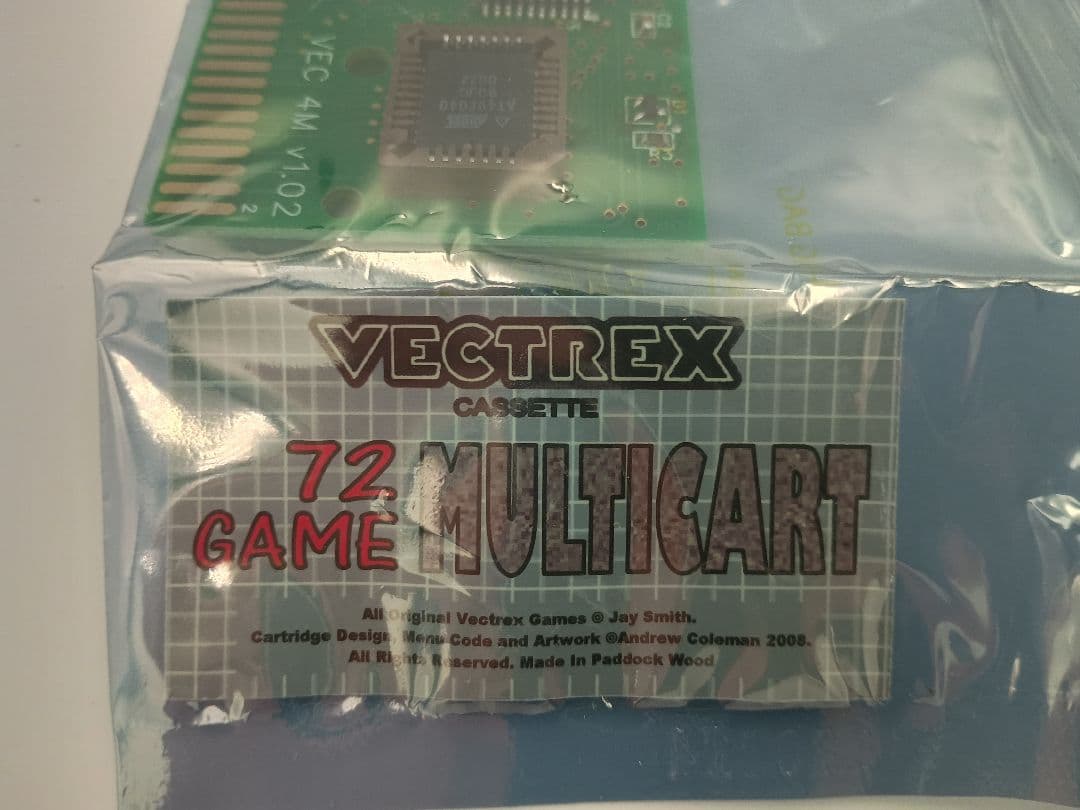 VEC 4M v1.02
2
VECTREX
CASSETTE
72
GAME
MULTICART
All Original Vectrex Games © Jay Smith.
Cartridge Design, Menu Code and Artwork ©Andrew Coleman 2008.
All Rights Reserved. Made In Paddock Wood